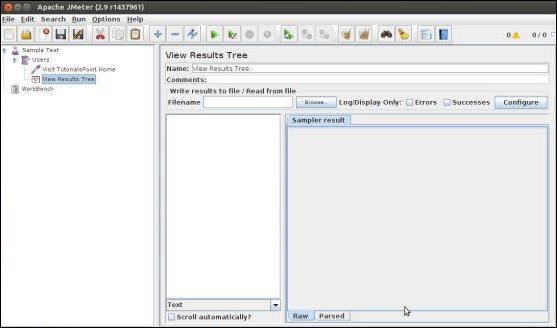 Apache JMeter (2.9 r1437961)
File Edit Search Run Options Help
0 0/0
Sample Text
Users
Visit TutorialsPoint Home
View Results Tree
WorkBench
View Results Tree
Name: View Results Tree
Comments:
Write results to file / Read from file
Filename Browse... Log/Display Only: Errors Successes Configure
Sampler result
Text
Scroll automatically?
Raw Parsed